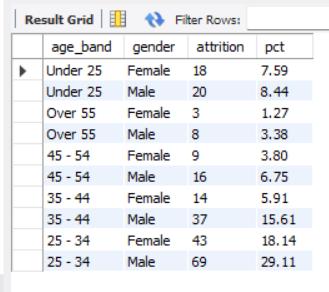 Result Grid Filter Rows:
age_band gender attrition pct
Under 25 Female 18 7.59
Under 25 Male 20 8.44
Over 55 Female 3 1.27
Over 55 Male 8 3.38
45 - 54 Female 9 3.80
45 - 54 Male 16 6.75
35 - 44 Female 14 5.91
35 - 44 Male 37 15.61
25 - 34 Female 43 18.14
25 - 34 Male 69 29.11